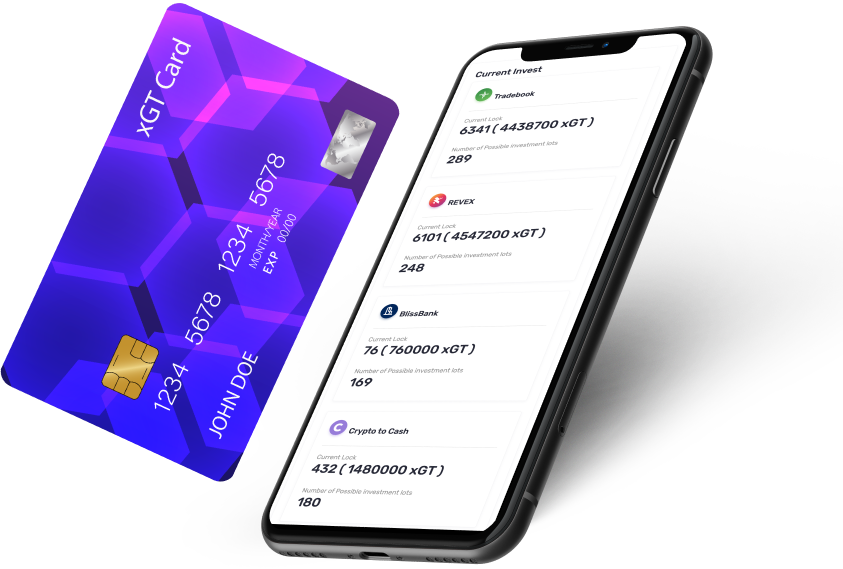 xGT Card
1234 5678 1234 5678
MONTH/YEAR
EXP 00/00
JOHN DOE
Current Invest
Tradebook
Current Lock
6341 ( 4438700 xGT )
Number of Possible investment lots
289
REVEX
Current Lock
6101 ( 4547200 xGT )
Number of Possible investment lots
248
BlissBank
Current Lock
76 ( 760000 xGT )
Number of Possible investment lots
169
Crypto to Cash
Current Lock
432 ( 1480000 xGT )
Number of Possible investment lots
180